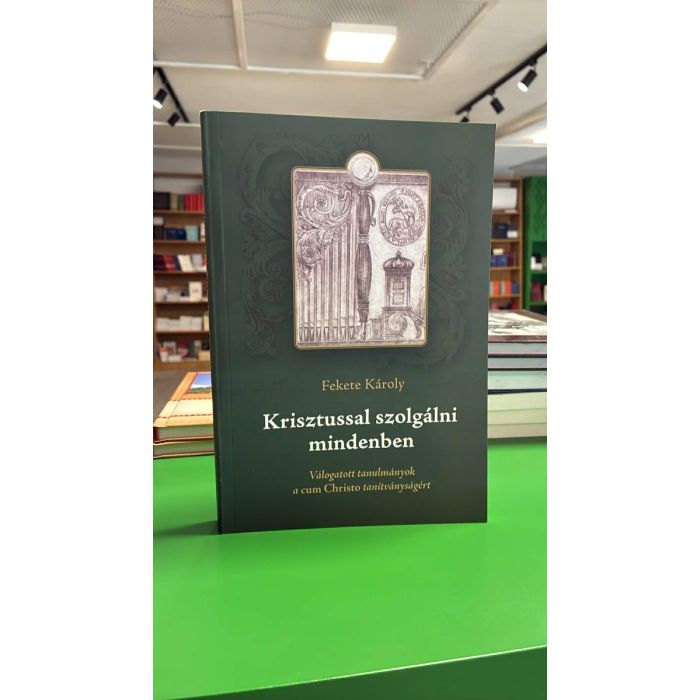 Fekete Károly
Krisztussal szolgálni
mindenben
Válogatott tanulmányok
a cum Christo tanítványságért